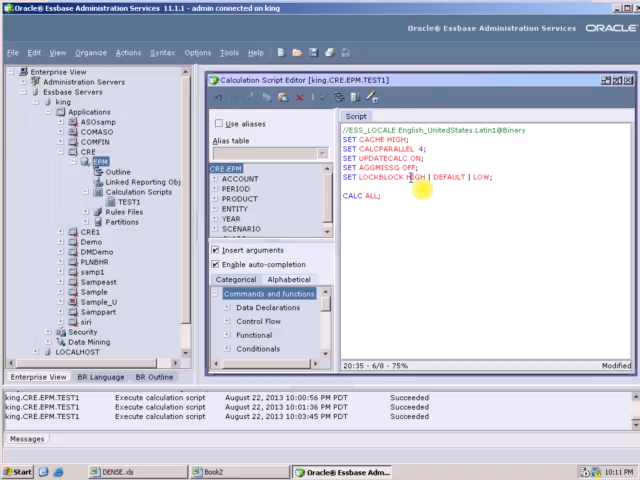 Oracle® Essbase Administration Services 11.1.1 - admin connected on king
Oracle® Essbase Administration Services ORACLE
File Edit View Navigate Actions Syntax Options Tools Help
Enterprise View
Administration Servers
Essbase Servers
king
Applications
ASOsamp
COMASO
COMFIN
CRE
EPM
Outline
Linked Reporting Obj
Calculation Scripts
TEST1
Rules Files
Partitions
CRE1
Demo
DMDemo
PLNBHR
samp1
Sampeast
Sample
Sample_U
Samppart
siri
Security
Data Mining
LOCALHOST
Enterprise View BR Language BR Outline
Calculation Script Editor [king.CRE.EPM.TEST1]
Use aliases
Alias table
CRE.EPM
ACCOUNT
PERIOD
PRODUCT
ENTITY
YEAR
SCENARIO
Insert arguments
Enable auto-completion
Categorical Alphabetical
Commands and functions
Data Declarations
Control Flow
Functional
Conditionals
Script
//ESS_LOCALE English_UnitedStates.Latin1@Binary
SET CACHE HIGH;
SET CALCPARALLEL 4;
SET UPDATECALC ON;
SET AGGMISSG OFF;
SET LOCKBLOCK HIGH | DEFAULT | LOW;
CALC ALL;
20:35 - 6/8 - 75% Modified
king.CRE.EPM.TEST1 Execute calculation script August 22, 2013 10:00:56 PM PDT Succeeded
king.CRE.EPM.TEST1 Execute calculation script August 22, 2013 10:01:36 PM PDT Succeeded
king.CRE.EPM.TEST1 Execute calculation script August 22, 2013 10:03:45 PM PDT Succeeded
Messages
Start DENSE.xls Book2 Oracle® Essbase Adm... 10:11 PM